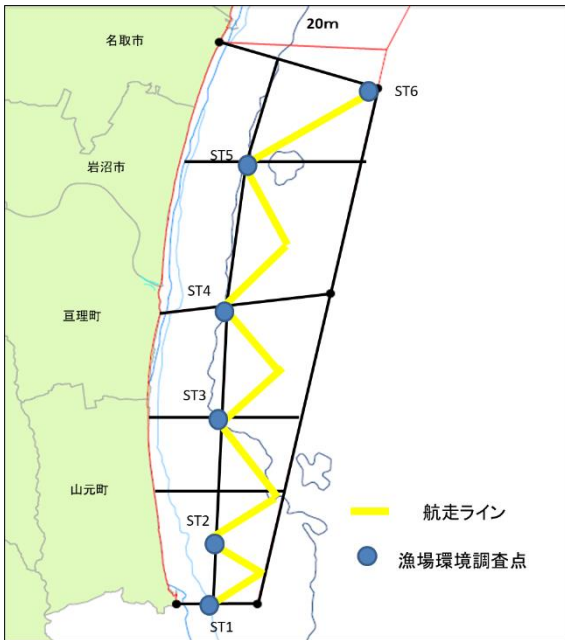 20m
名取市
ST6
岩沼市
ST5
ST4
亘理町
ST3
山元町
航走ライン
ST2
漁場環境調査点
ST1